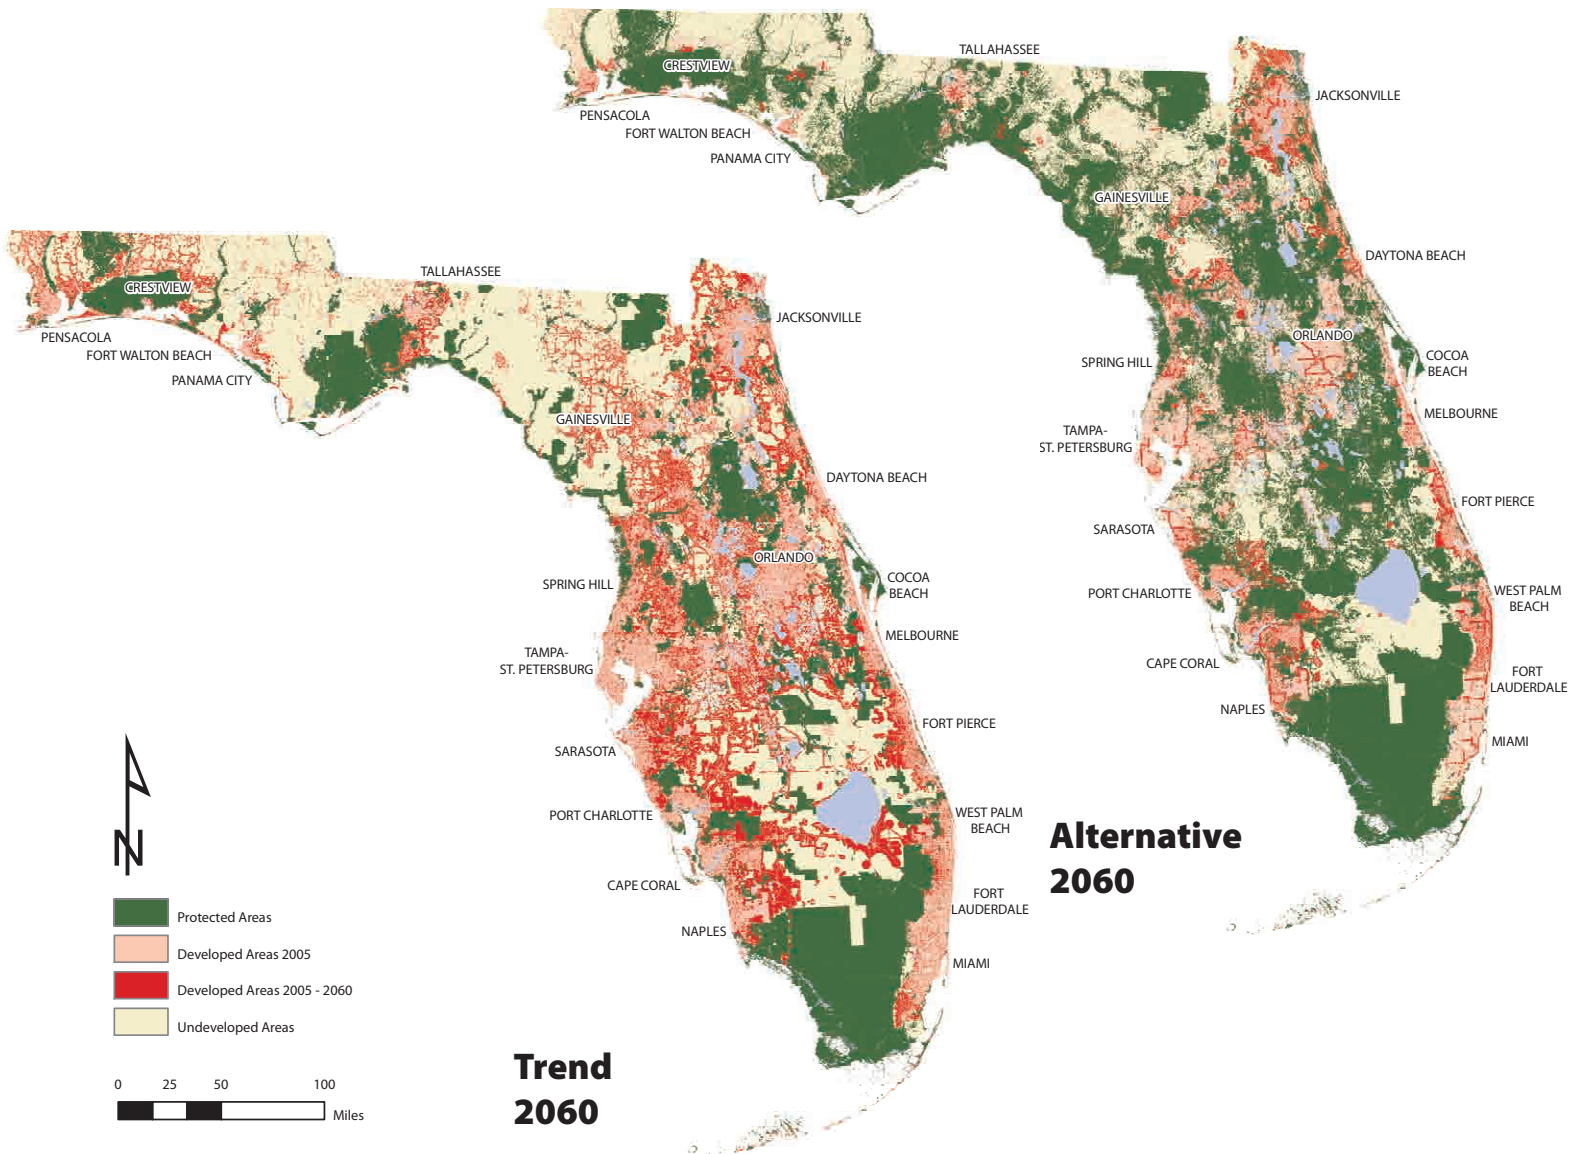 TALLAHASSEE
CRESTVIEW
JACKSONVILLE
PENSACOLA
FORT WALTON BEACH
PANAMA CITY
GAINESVILLE
DAYTONA BEACH
ORLANDO
SPRING HILL
COCOA
BEACH
MELBOURNE
TAMPA-
ST. PETERSBURG
FORT PIERCE
SARASOTA
PORT CHARLOTTE
WEST PALM
BEACH
CAPE CORAL
FORT
LAUDERDALE
NAPLES
MIAMI
Alternative
2060
TALLAHASSEE
CRESTVIEW
JACKSONVILLE
PENSACOLA
FORT WALTON BEACH
PANAMA CITY
GAINESVILLE
DAYTONA BEACH
ORLANDO
SPRING HILL
COCOA
BEACH
MELBOURNE
TAMPA-
ST. PETERSBURG
FORT PIERCE
SARASOTA
PORT CHARLOTTE
WEST PALM
BEACH
CAPE CORAL
FORT
LAUDERDALE
NAPLES
MIAMI
Trend
2060
N
Protected Areas
Developed Areas 2005
Developed Areas 2005 - 2060
Undeveloped Areas
0 25 50 100
Miles